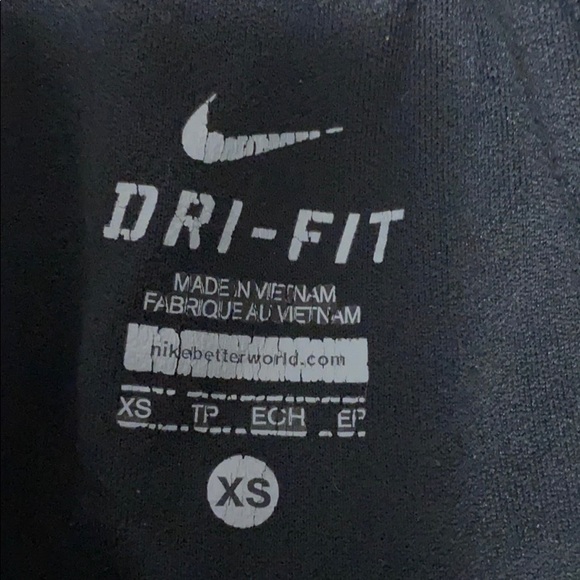 DRI-FIT
MADE IN VIETNAM
FABRIQUE AU VIETNAM
nikebetterworld.com
XS TP ECH EP
XS